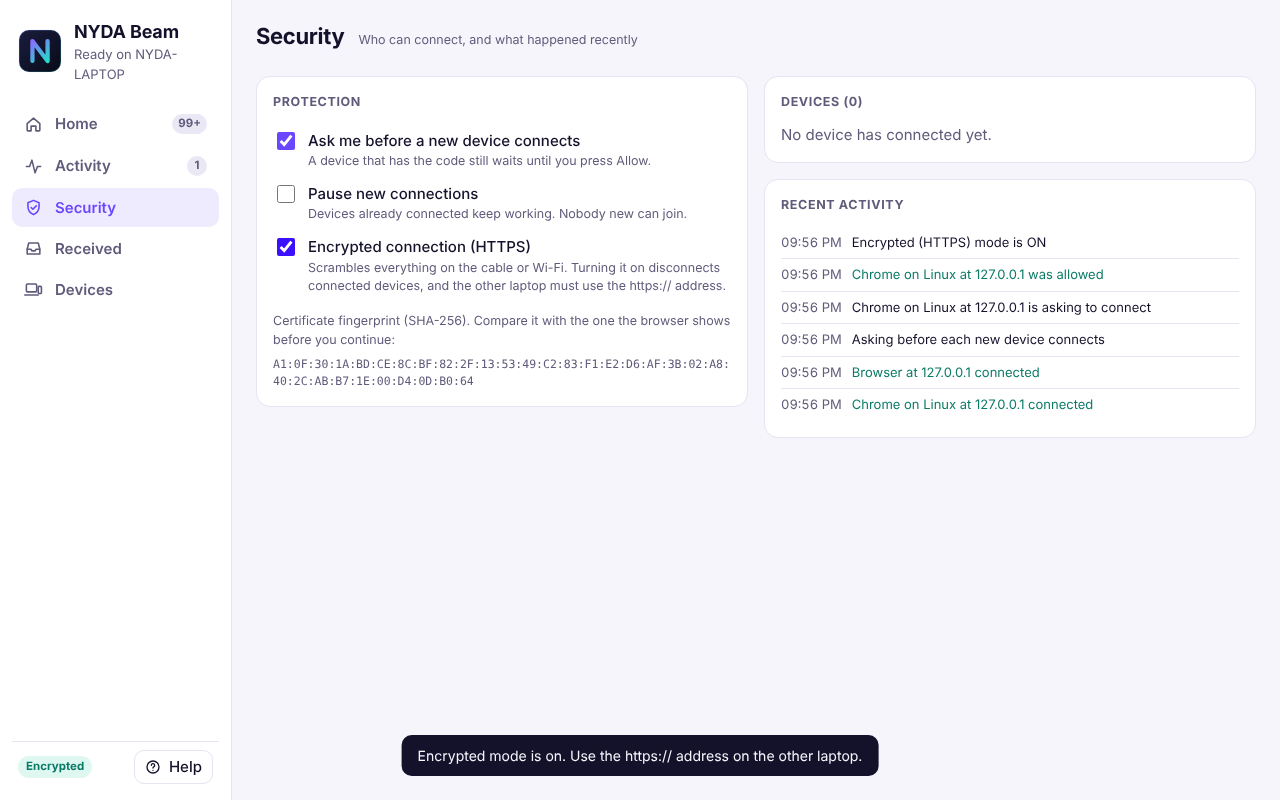 NYDA Beam
Ready on NYDA-
LAPTOP
Home 99+
Activity 1
Security
Received
Devices
Encrypted
Help
Security Who can connect, and what happened recently
PROTECTION
Ask me before a new device connects
A device that has the code still waits until you press Allow.
Pause new connections
Devices already connected keep working. Nobody new can join.
Encrypted connection (HTTPS)
Scrambles everything on the cable or Wi-Fi. Turning it on disconnects
connected devices, and the other laptop must use the https:// address.
Certificate fingerprint (SHA-256). Compare it with the one the browser shows
before you continue:
A1:0F:30:1A:BD:CE:8C:BF:82:2F:13:53:49:C2:83:F1:E2:D6:AF:3B:02:A8:
40:2C:AB:B7:1E:00:D4:0D:B0:64
DEVICES (0)
No device has connected yet.
RECENT ACTIVITY
09:56 PM Encrypted (HTTPS) mode is ON
09:56 PM Chrome on Linux at 127.0.0.1 was allowed
09:56 PM Chrome on Linux at 127.0.0.1 is asking to connect
09:56 PM Asking before each new device connects
09:56 PM Browser at 127.0.0.1 connected
09:56 PM Chrome on Linux at 127.0.0.1 connected
Encrypted mode is on. Use the https:// address on the other laptop.